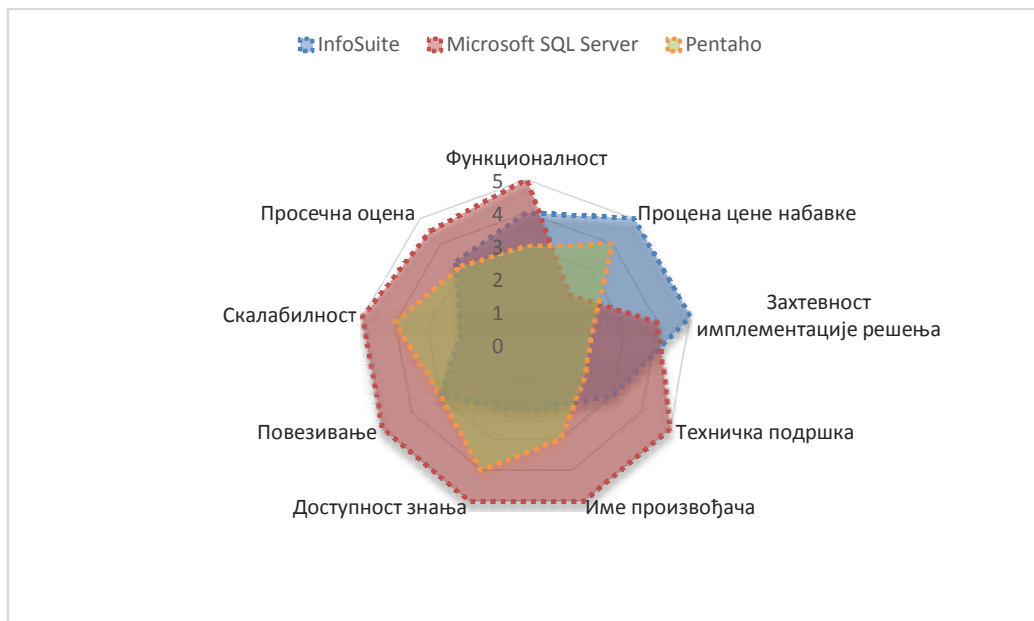 InfoSuite Microsoft SQL Server Pentaho
Функционалност
Процена цене набавке
Захтевност
имплементације решења
Техничка подршка
Име произвођача
Доступност знања
Повезивање
Скалабилност
Просечна оцена
5
4
3
2
1
0